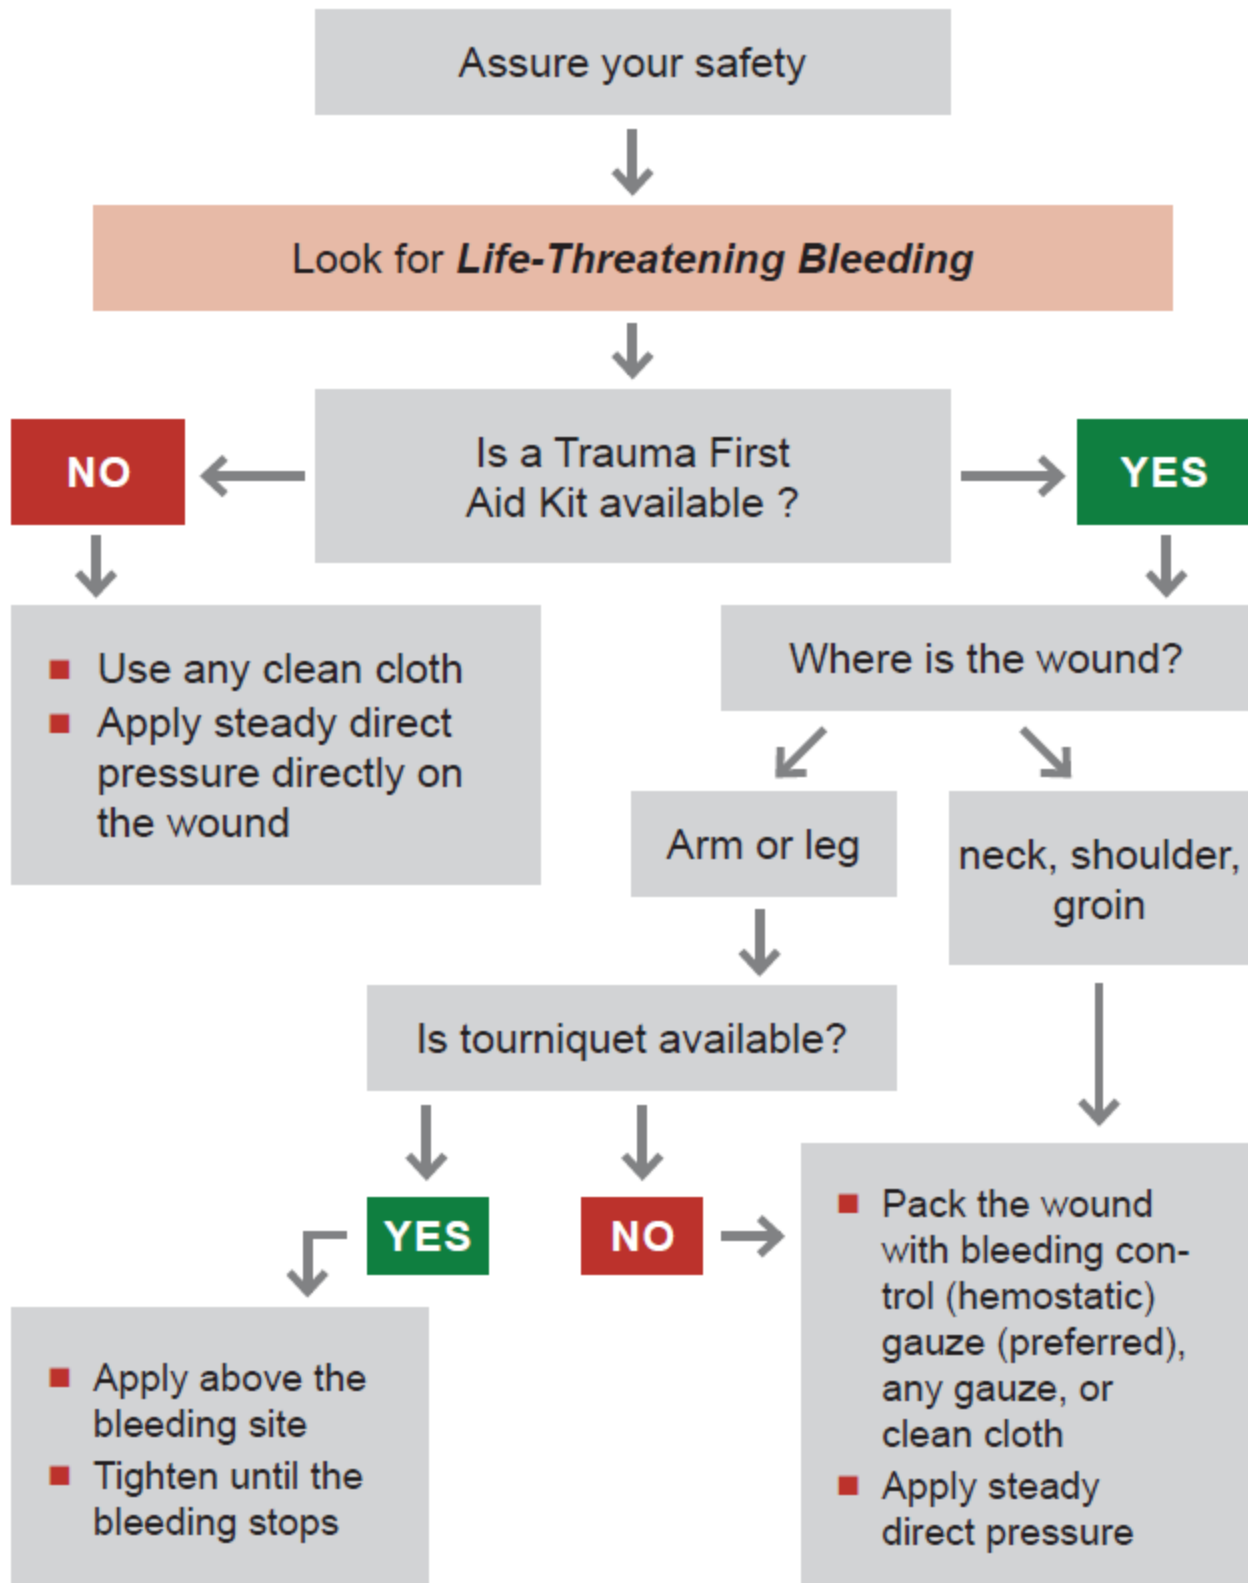 Assure your safety
Look for Life-Threatening Bleeding
Is a Trauma First
Aid Kit available ?
NO
YES
■ Use any clean cloth
■ Apply steady direct
pressure directly on
the wound
Where is the wound?
Arm or leg
neck, shoulder,
groin
Is tourniquet available?
YES
NO
■ Apply above the
bleeding site
■ Tighten until the
bleeding stops
■ Pack the wound
with bleeding con-
trol (hemostatic)
gauze (preferred),
any gauze, or
clean cloth
■ Apply steady
direct pressure